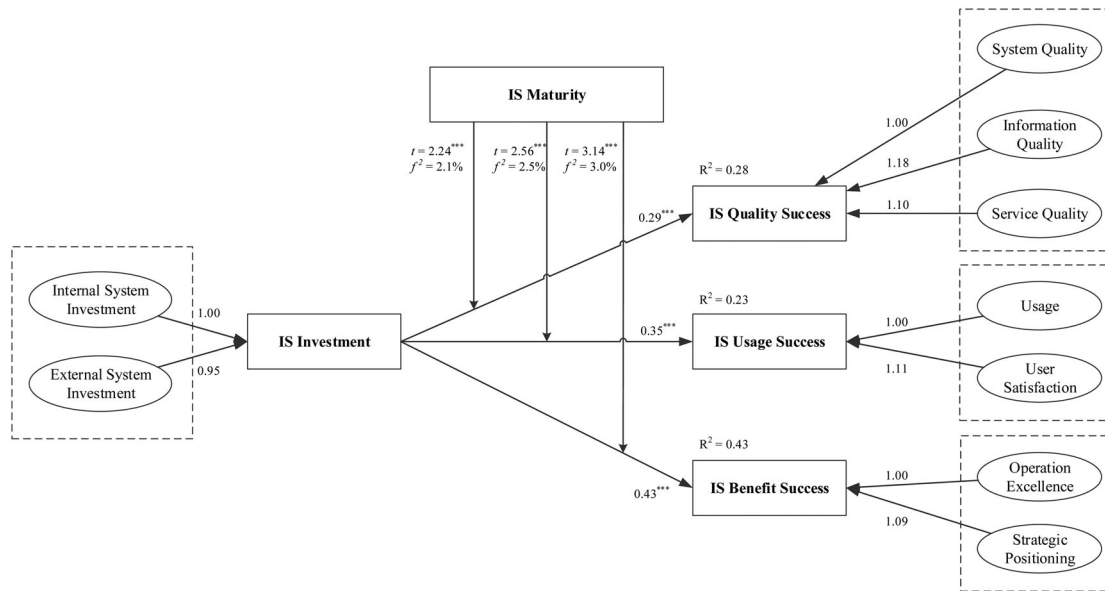 System Quality
IS Maturity
1.00
Information
Quality
t = 2.24***
f² = 2.1%
t = 2.56***
f² = 2.5%
t = 3.14***
f² = 3.0%
1.18
R² = 0.28
IS Quality Success
1.10
Service Quality
0.29***
Internal System
Investment
1.00
IS Investment
External System
Investment
0.95
R² = 0.23
0.35***
IS Usage Success
1.00
Usage
1.11
User
Satisfaction
R² = 0.43
0.43***
IS Benefit Success
1.00
Operation
Excellence
1.09
Strategic
Positioning